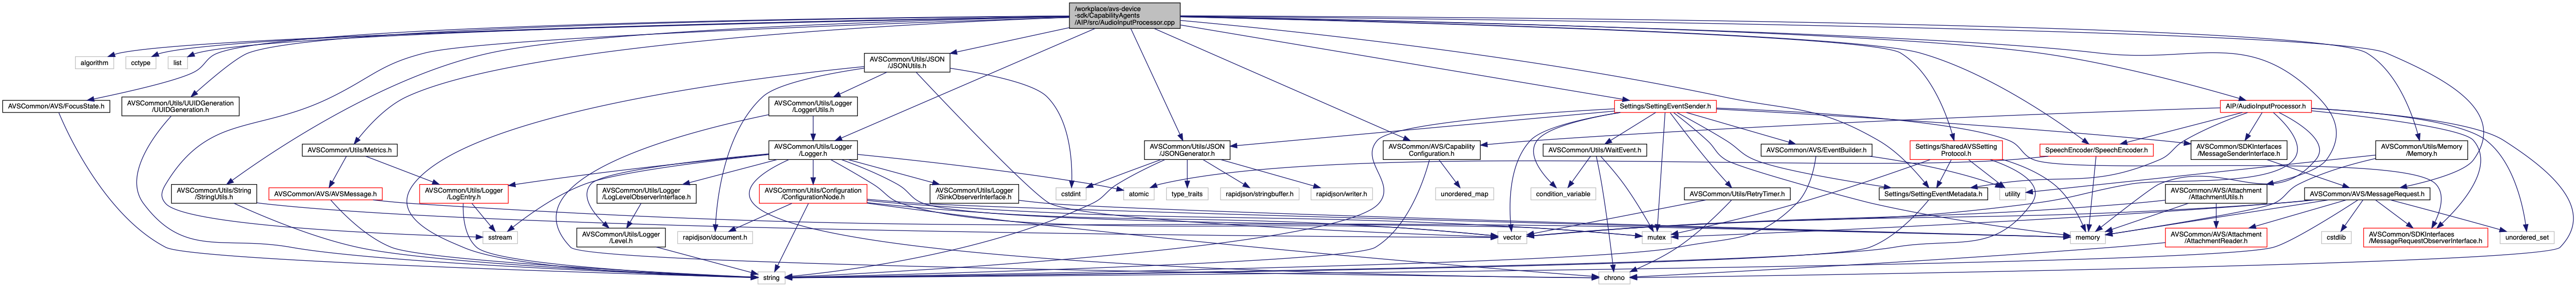 /workplace/avs-device
-sdk/CapabilityAgents
/AIP/src/AudioInputProcessor.cpp
algorithm
cctype
list
AVSCommon/Utils/JSON
/JSONUtils.h
AVSCommon/AVS/FocusState.h
AVSCommon/Utils/UUIDGeneration
/UUIDGeneration.h
AVSCommon/Utils/Logger
/LoggerUtils.h
Settings/SettingEventSender.h
AIP/AudioInputProcessor.h
AVSCommon/Utils/Metrics.h
AVSCommon/Utils/Logger
/Logger.h
AVSCommon/Utils/JSON
/JSONGenerator.h
AVSCommon/AVS/Capability
Configuration.h
AVSCommon/Utils/WaitEvent.h
AVSCommon/AVS/EventBuilder.h
Settings/SharedAVSSetting
Protocol.h
SpeechEncoder/SpeechEncoder.h
AVSCommon/SDKInterfaces
/MessageSenderInterface.h
AVSCommon/Utils/Memory
/Memory.h
AVSCommon/Utils/String
/StringUtils.h
AVSCommon/AVS/AVSMessage.h
AVSCommon/Utils/Logger
/LogEntry.h
AVSCommon/Utils/Logger
/LogLevelObserverInterface.h
AVSCommon/Utils/Configuration
/ConfigurationNode.h
AVSCommon/Utils/Logger
/SinkObserverInterface.h
cstdint
atomic
type_traits
rapidjson/stringbuffer.h
rapidjson/writer.h
unordered_map
condition_variable
AVSCommon/Utils/RetryTimer.h
Settings/SettingEventMetadata.h
utility
AVSCommon/AVS/Attachment
/AttachmentUtils.h
AVSCommon/AVS/MessageRequest.h
sstream
AVSCommon/Utils/Logger
/Level.h
rapidjson/document.h
vector
mutex
memory
AVSCommon/AVS/Attachment
/AttachmentReader.h
cstdlib
AVSCommon/SDKInterfaces
/MessageRequestObserverInterface.h
unordered_set
string
chrono